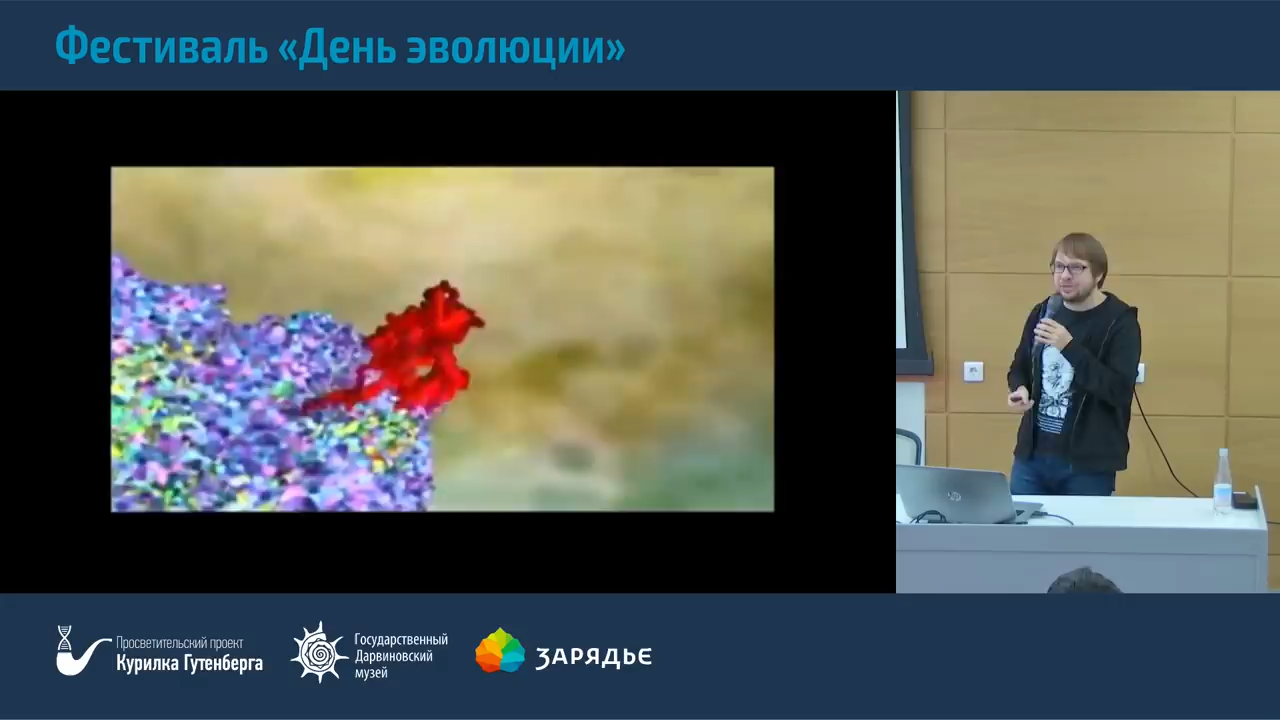 Фестиваль «День эволюции»
Просветительский проект
Курилка Гутенберга
Государственный
Дарвиновский
музей
ЗАРЯДЬЕ